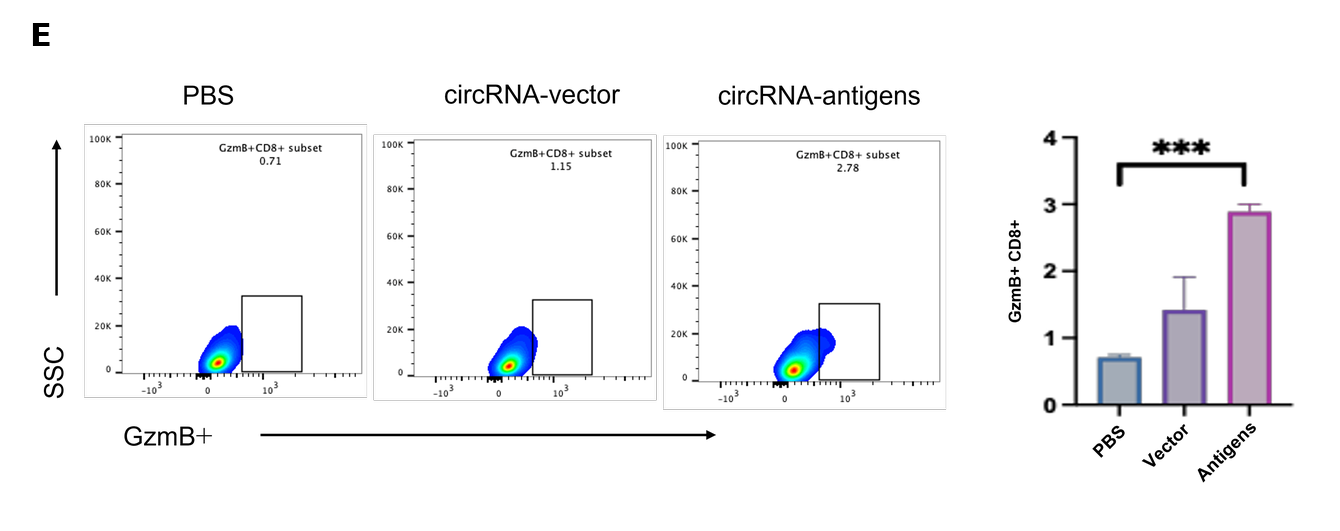 E
PBS
circRNA-vector
circRNA-antigens
SSC
GzmB+
GzmB+CD8+ subset
0.71
100K
80K
60K
40K
20K
0
-10³
0
10³
GzmB+CD8+ subset
1.15
100K
80K
60K
40K
20K
0
-10³
0
10³
GzmB+CD8+ subset
2.78
100K
80K
60K
40K
20K
0
-10³
0
10³
GzmB+ CD8+
4
3
2
1
0
***
PBS
Vector
Antigens